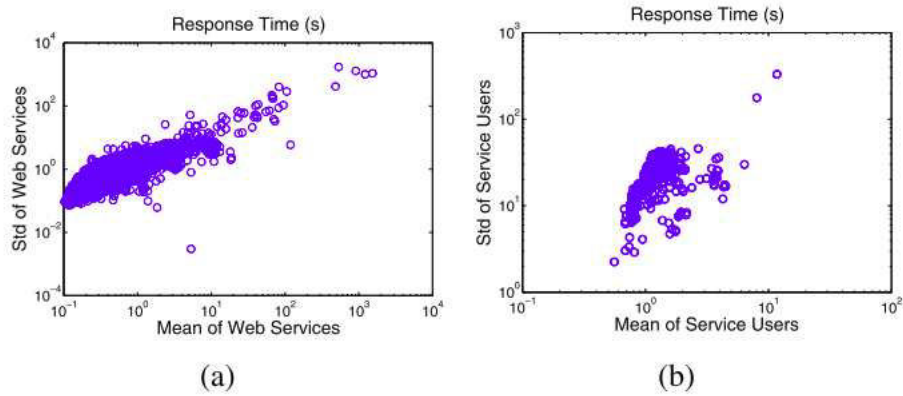 Response Time (s)
Std of Web Services
10^4
10^2
10^0
10^-2
10^-4
10^-1 10^0 10^1 10^2 10^3 10^4
Mean of Web Services
(a)
Response Time (s)
Std of Service Users
10^3
10^2
10^1
10^0
10^-1 10^0 10^1 10^2
Mean of Service Users
(b)